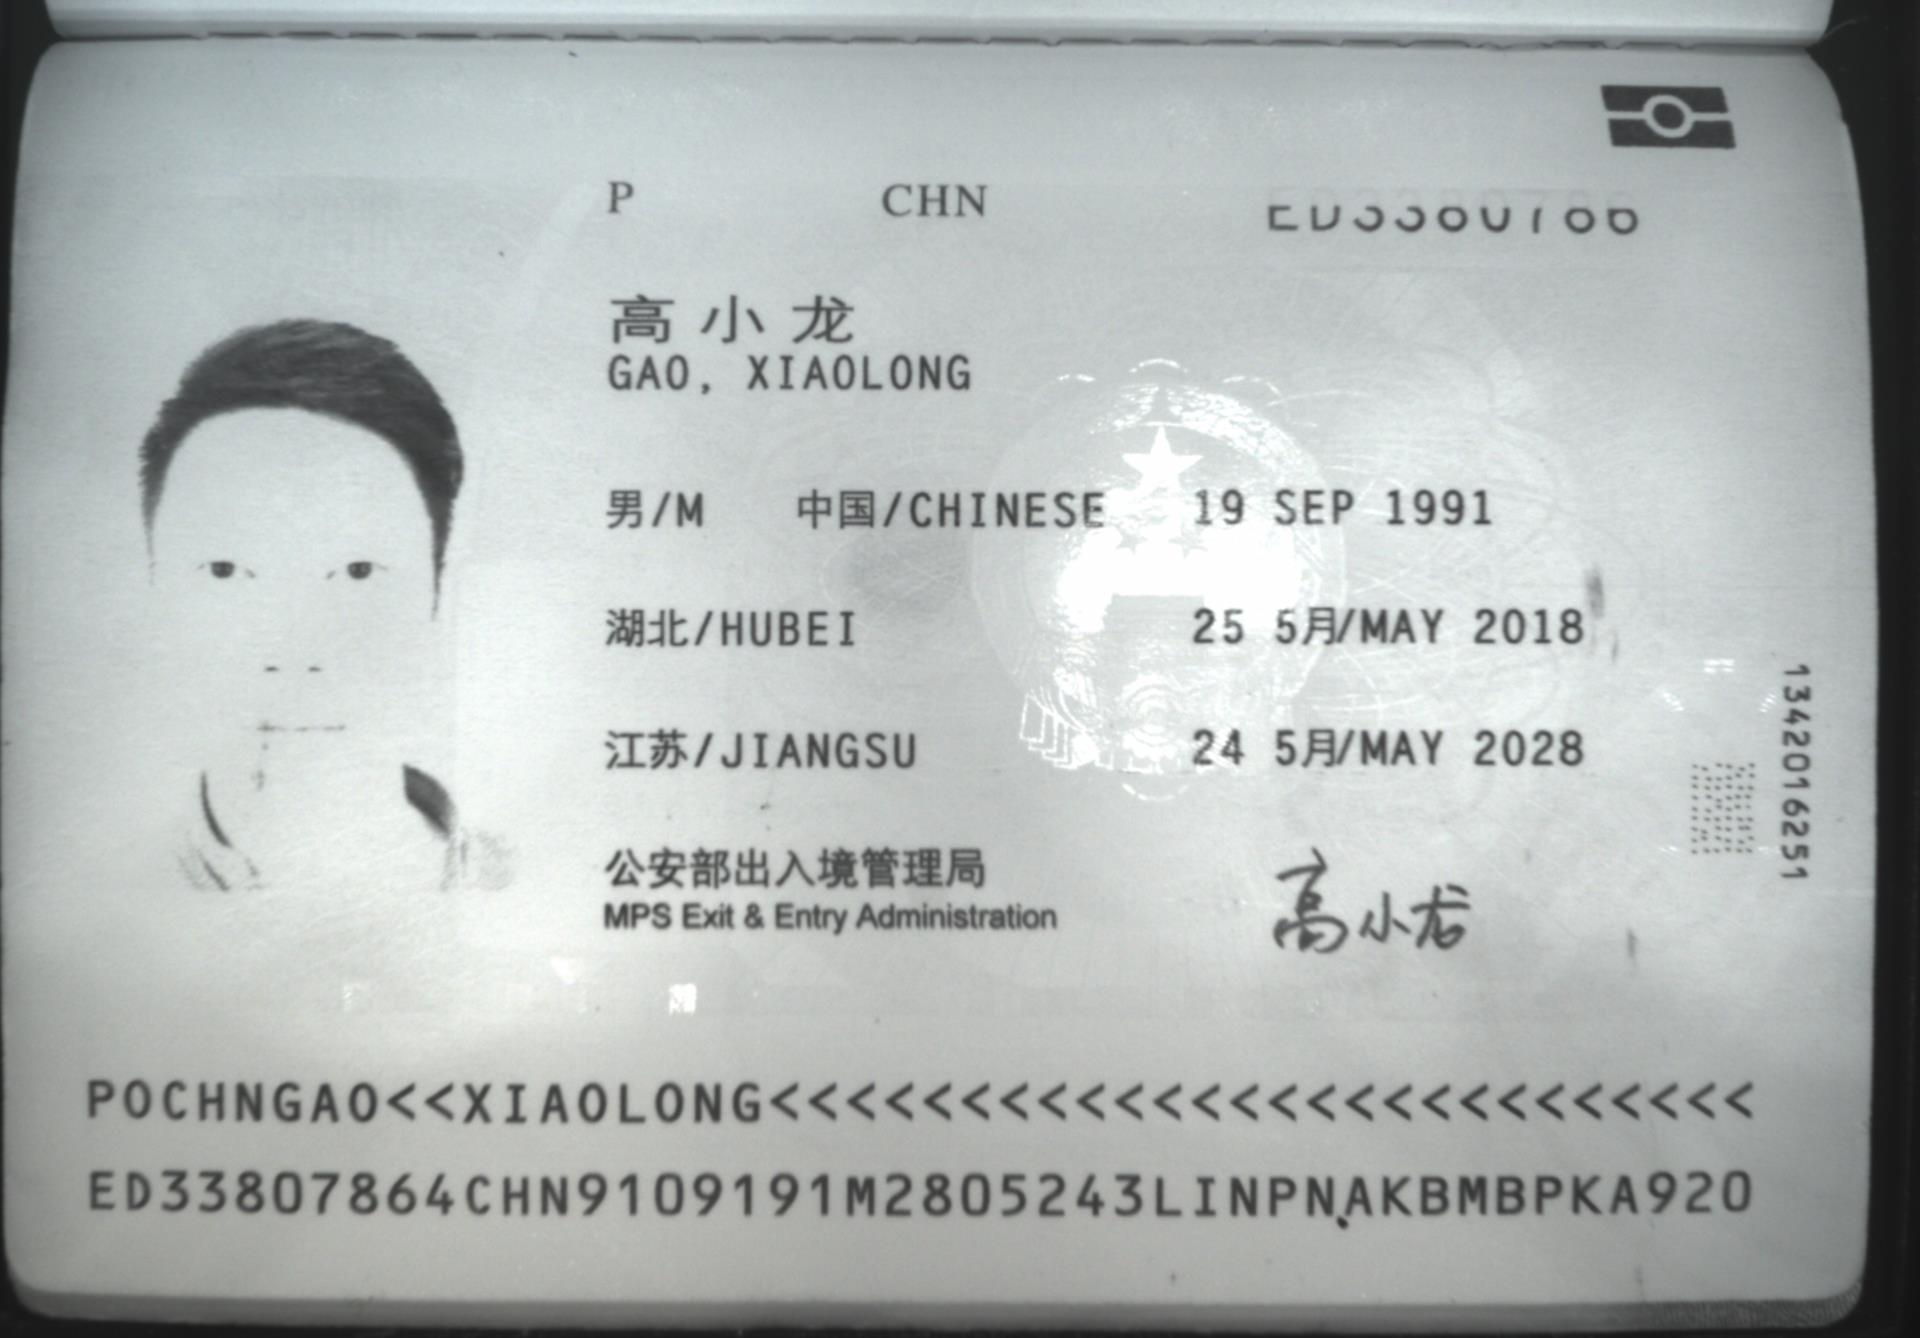 P CHN ED3380786
高小龙
GAO, XIAOLONG
男/M 中国/CHINESE 19 SEP 1991
湖北/HUBEI 25 5月/MAY 2018
江苏/JIANGSU 24 5月/MAY 2028
公安部出入境管理局
MPS Exit & Entry Administration
高小龙
1342016251
POCHNGAO<<XIAOLONG<<<<<<<<<<<<<<<<<<<<<<<<<<
ED33807864CHN9109191M2805243LINPNAKBMBPKA920